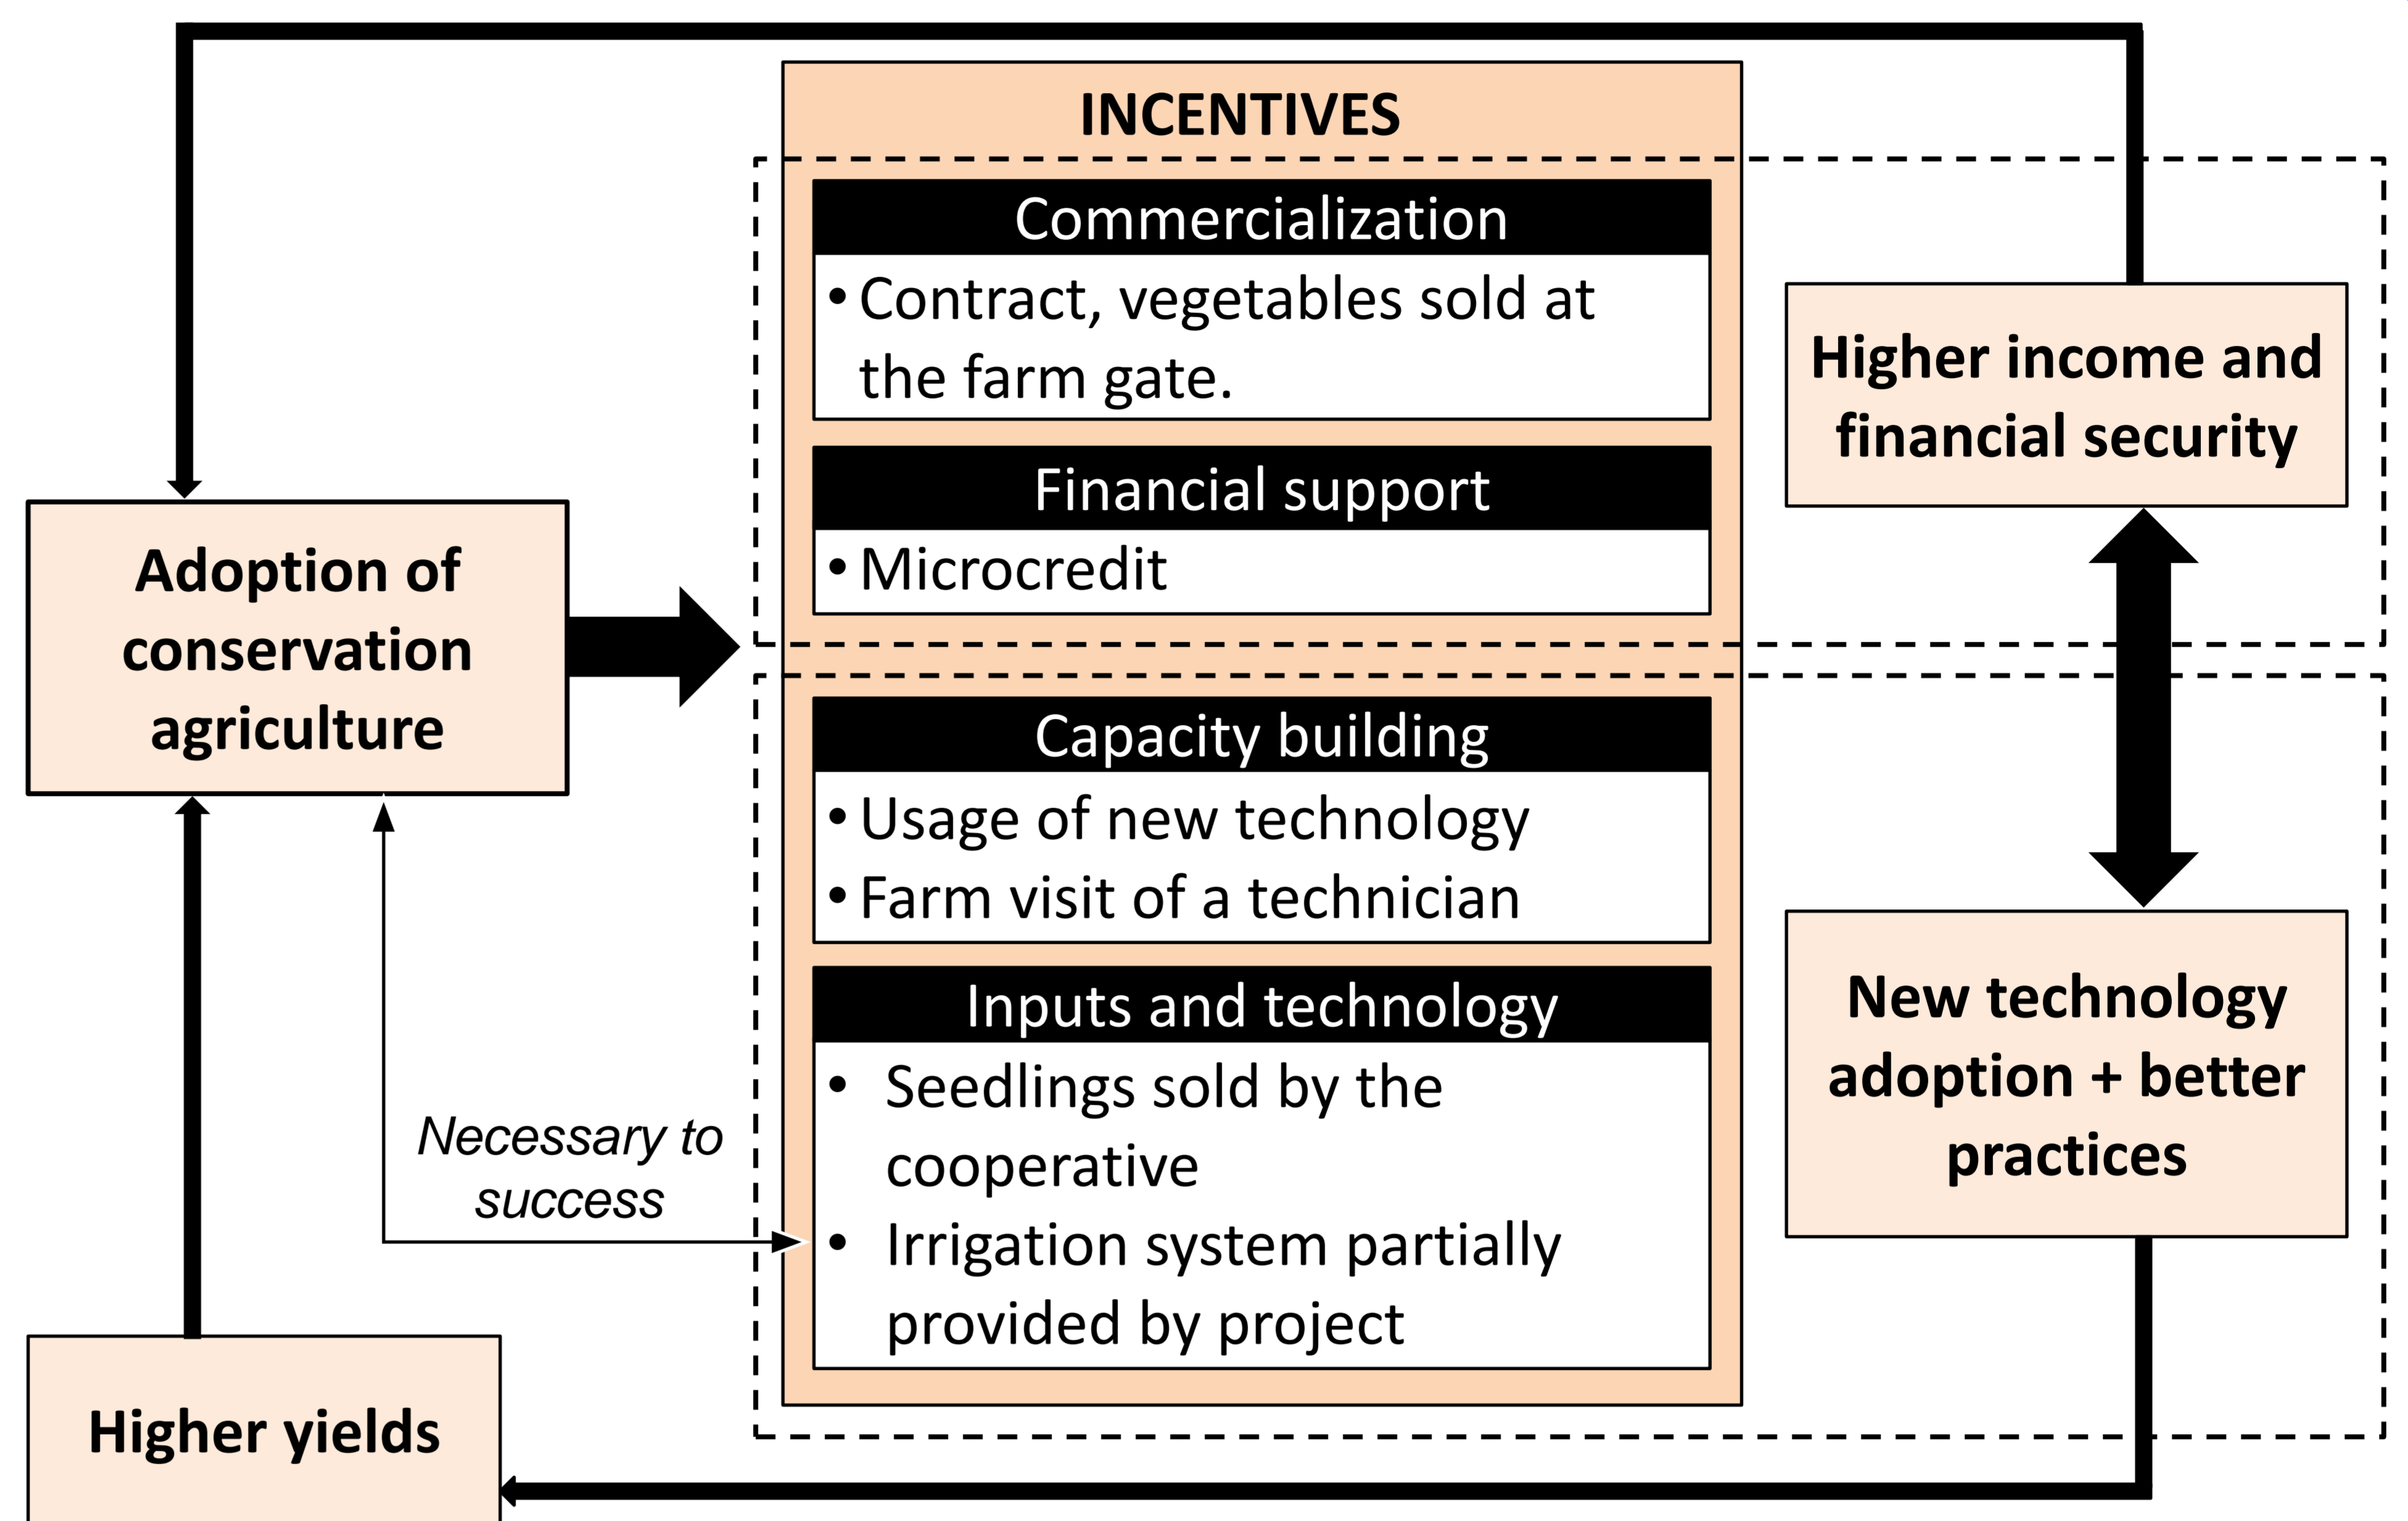 INCENTIVES
Commercialization
• Contract, vegetables sold at
the farm gate.
Financial support
• Microcredit
Capacity building
• Usage of new technology
• Farm visit of a technician
Inputs and technology
• Seedlings sold by the
cooperative
• Irrigation system partially
provided by project
Higher income and
financial security
New technology
adoption + better
practices
Adoption of
conservation
agriculture
Necessary to
success
Higher yields